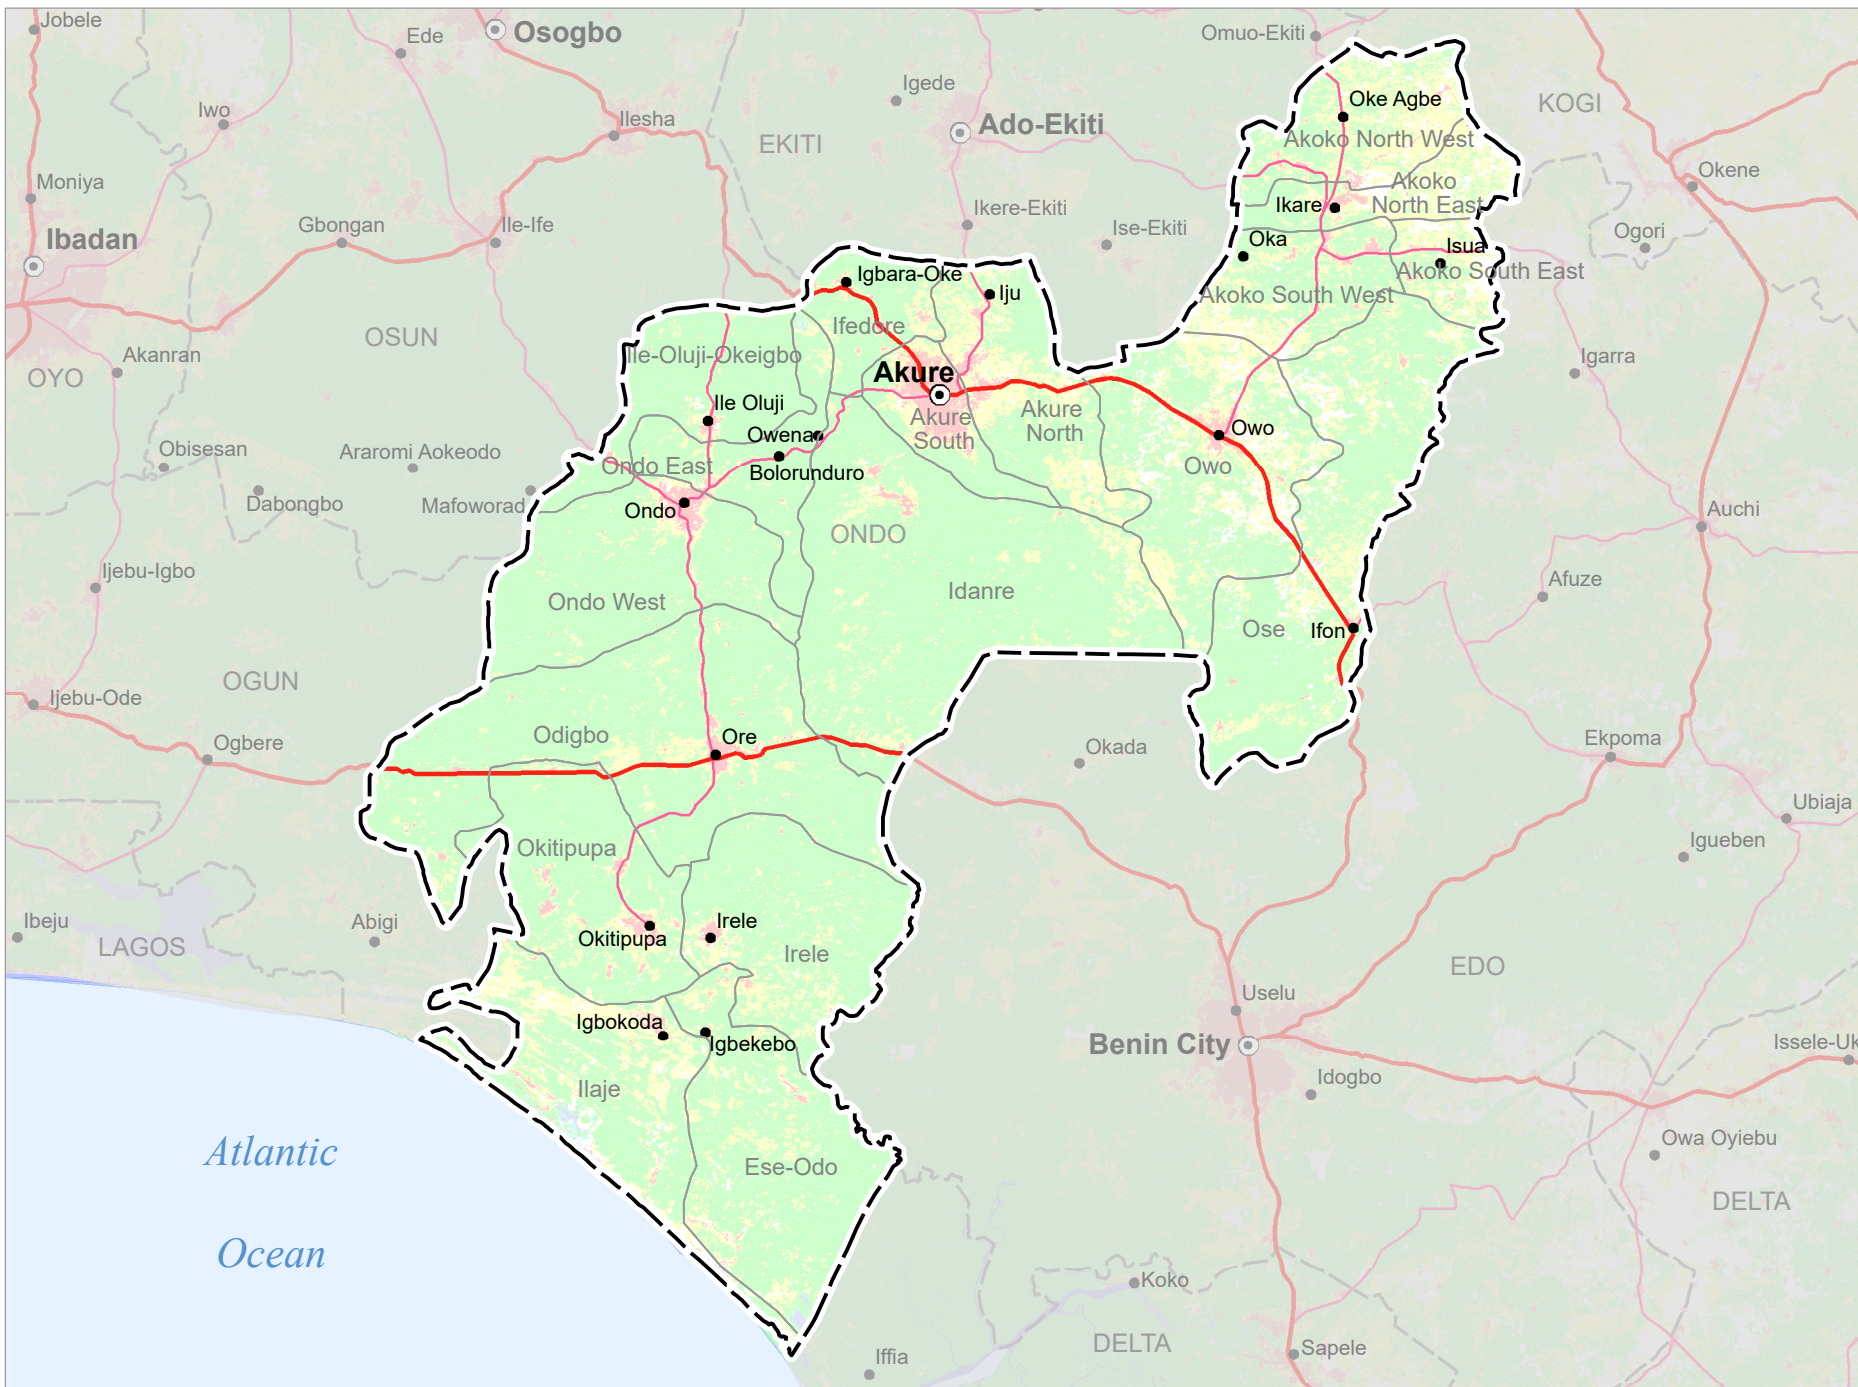 Jobele
Ede
Osogbo
Omuo-Ekiti
Igede
Oke Agbe
KOGI
Iwo
Ilesha
EKITI
Ado-Ekiti
Akoko North West
Moniya
Akoko
North East
Okene
Ibadan
Gbongan
Ile-Ife
Ikere-Ekiti
Ise-Ekiti
Ikare
Oka
Isua
Ogori
Akoko South East
Igbara-Oke
Iju
Akoko South West
OSUN
Ifedore
Ile-Oluji-Okeigbo
Akanran
OYO
Akure
Igarra
Ile Oluji
Akure
South
Akure
North
Owena
Owo
Obisesan
Araromi Aokeodo
Ondo East
Bolorunduro
Owo
Dabongbo
Mafoworad
Ondo
ONDO
Auchi
Ijebu-Igbo
Afuze
Ondo West
Idanre
Ose
Ifon
OGUN
Ijebu-Ode
Ogbere
Odigbo
Ore
Okada
Ekpoma
Ubiaja
Okitipupa
Igueben
Ibeju
LAGOS
Abigi
Okitipupa
Irele
Irele
EDO
Uselu
Igbokoda
Igbekebo
Benin City
Issele-Uk
Ilaje
Idogbo
Atlantic
Ocean
Ese-Odo
Owa Oyiebu
DELTA
Koko
DELTA
Iffia
Sapele